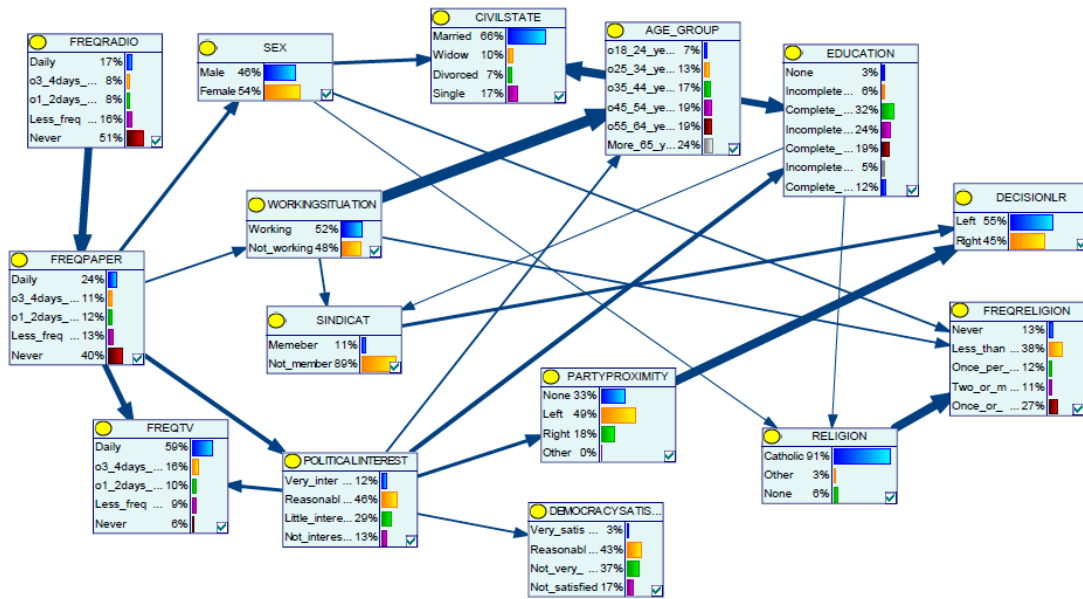 FREQRADIO
Daily 17%
o3_4days_... 8%
o1_2days_... 8%
Less_freq ... 16%
Never 51%
SEX
Male 46%
Female 54%
CIVILSTATE
Married 66%
Widow 10%
Divorced 7%
Single 17%
AGE_GROUP
o18_24_ye... 7%
o25_34_ye... 13%
o35_44_ye... 17%
o45_54_ye... 19%
o55_64_ye... 19%
More_65_y... 24%
EDUCATION
None 3%
Incomplete... 6%
Complete_... 32%
Incomplete... 24%
Complete_... 19%
Incomplete... 5%
Complete_... 12%
WORKINGSITUATION
Working 52%
Not_working 48%
DECISIONLR
Left 55%
Right 45%
FREQPAPER
Daily 24%
o3_4days_... 11%
o1_2days_... 12%
Less_freq ... 13%
Never 40%
SINDICAT
Memeber 11%
Not_member 89%
FREQRELIGION
Never 13%
Less_than ... 38%
Once_per_... 12%
Two_or_m ... 11%
Once_or_ ... 27%
PARTYPROXIMITY
None 33%
Left 49%
Right 18%
Other 0%
FREQTV
Daily 59%
o3_4days_... 16%
o1_2days_... 10%
Less_freq ... 9%
Never 6%
POLITICALINTEREST
Very_inter ... 12%
Reasonabl ... 46%
Little_intere... 29%
Not_interes... 13%
RELIGION
Catholic 91%
Other 3%
None 6%
DEMOCRACYSATIS...
Very_satis ... 3%
Reasonabl... 43%
Not_very_ ... 37%
Not_satisfied 17%